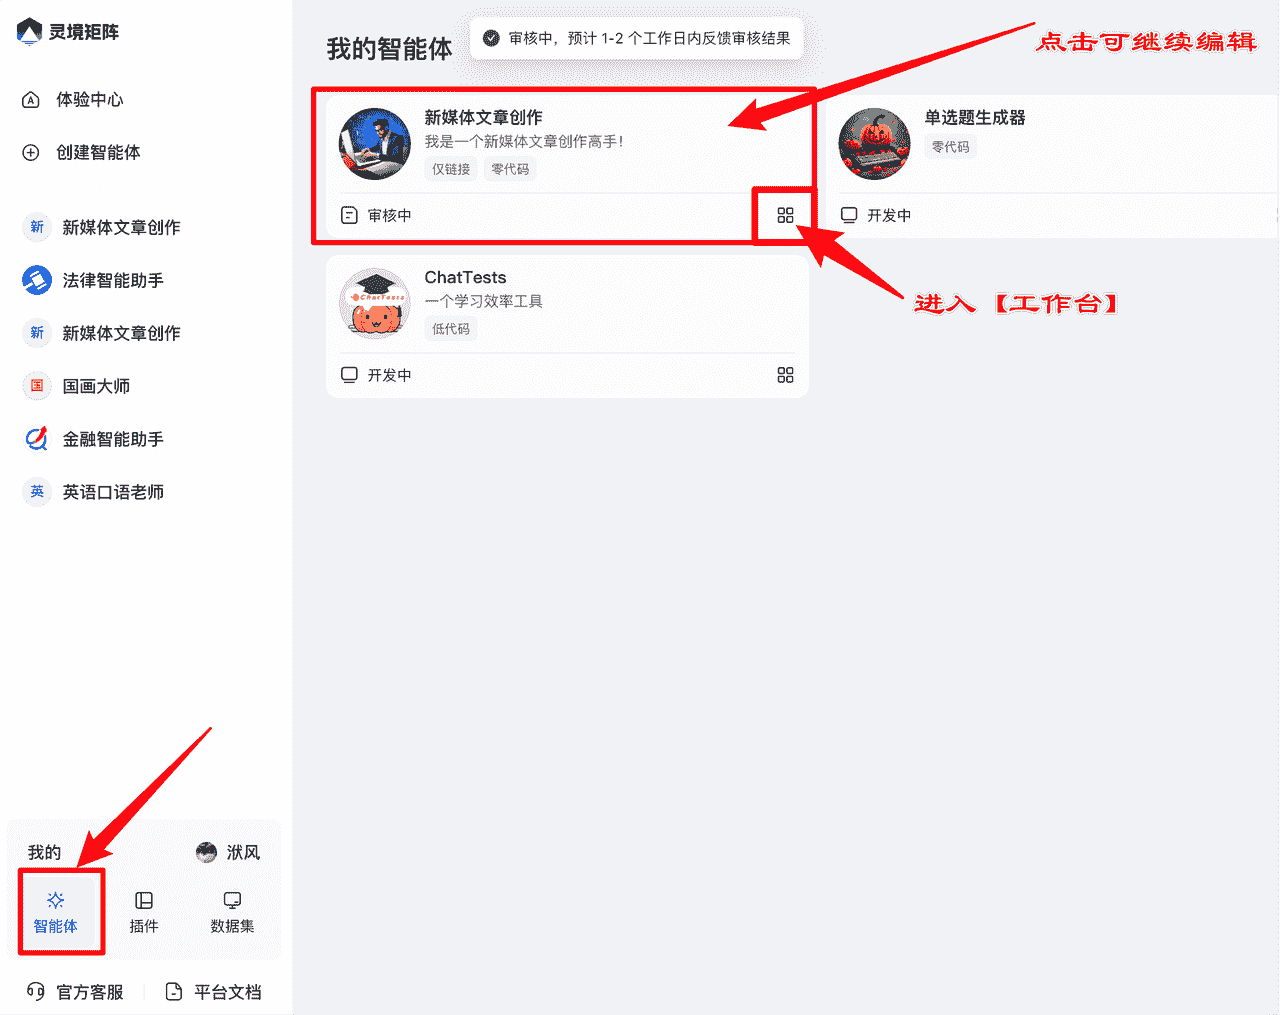 灵境矩阵
体验中心
创建智能体
新 新媒体文章创作
法律智能助手
新 新媒体文章创作
国 国画大师
金融智能助手
英 英语口语老师
我的 洑风
智能体 插件 数据集
官方客服 平台文档
我的智能体
审核中，预计 1-2 个工作日内反馈审核结果
点击可继续编辑
新媒体文章创作
我是一个新媒体文章创作高手！
仅链接 零代码
审核中
单选题生成器
零代码
开发中
进入【工作台】
ChatTests
ChatTests
一个学习效率工具
低代码
开发中